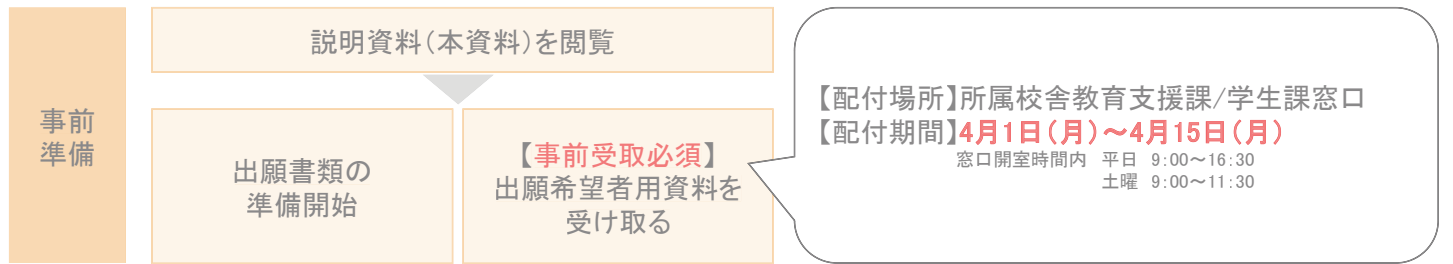 事前
準備
説明資料(本資料)を閲覧
出願書類の
準備開始
【事前受取必須】
出願希望者用資料を
受け取る
【配付場所】所属校舎教育支援課/学生課窓口
【配付期間】4月1日(月)～4月15日(月)
窓口開室時間内 平日 9:00～16:30
土曜 9:00～11:30